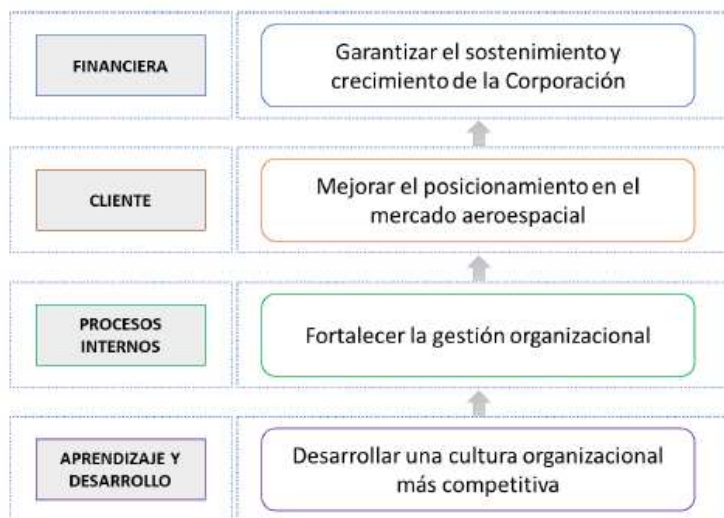 FINANCIERA
Garantizar el sostenimiento y
crecimiento de la Corporación
CLIENTE
Mejorar el posicionamiento en el
mercado aeroespacial
PROCESOS
INTERNOS
Fortalecer la gestión organizacional
APRENDIZAJE Y
DESARROLLO
Desarrollar una cultura organizacional
más competitiva